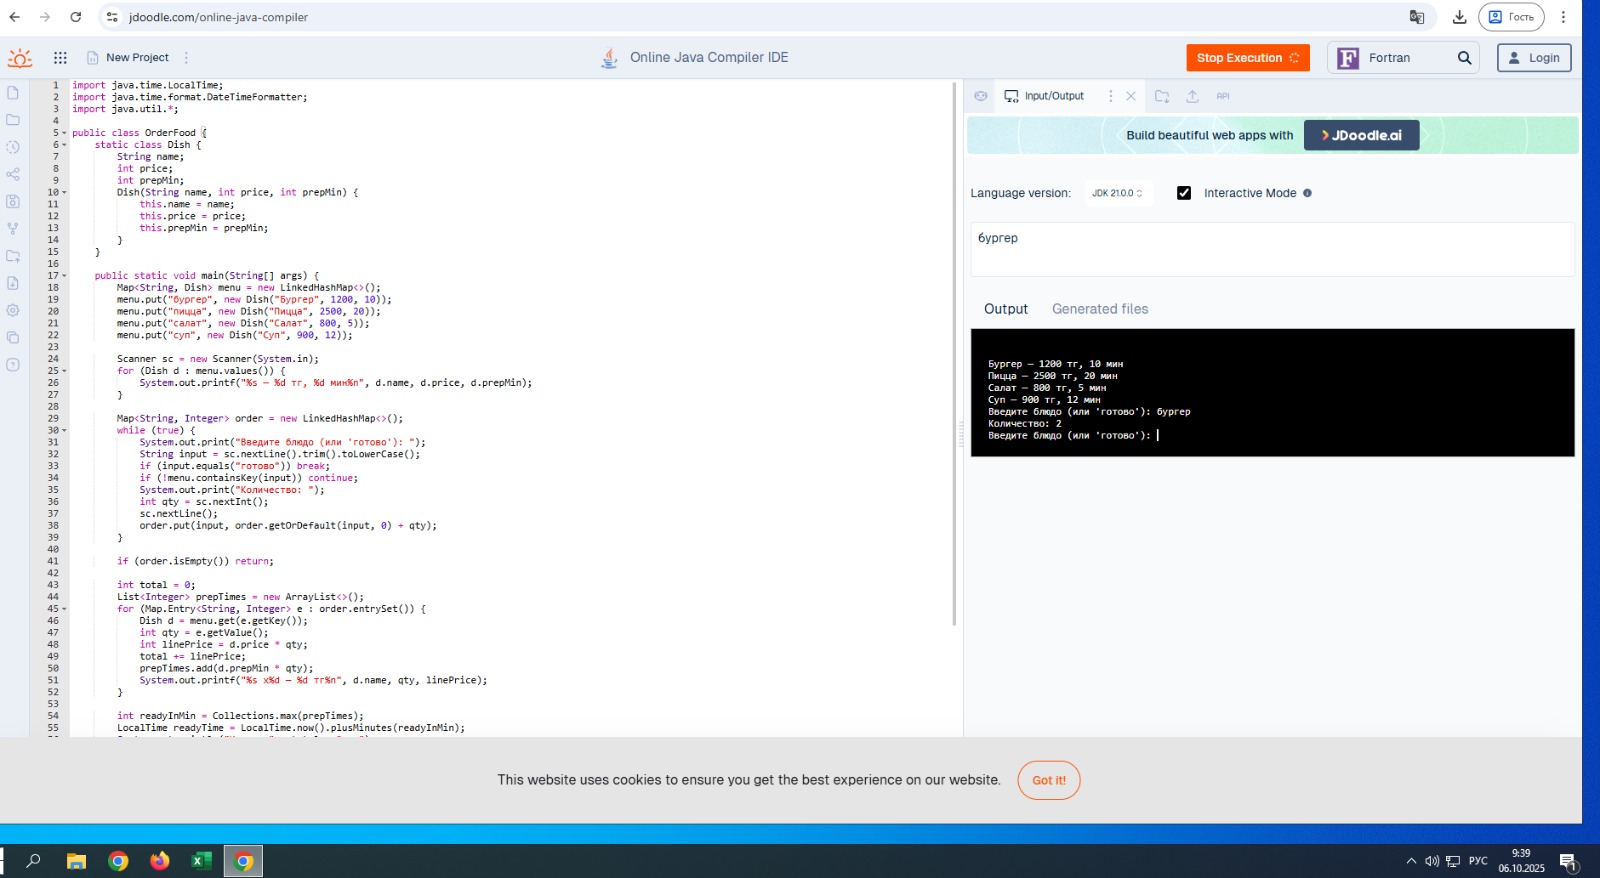 jdoodle.com/online-java-compiler
Гость
New Project
Online Java Compiler IDE
Stop Execution
Fortran
Login
1 import java.time.LocalTime;
2 import java.time.format.DateTimeFormatter;
3 import java.util.*;
4
5 public class OrderFood {
6 static class Dish {
7 String name;
8 int price;
9 int prepMin;
10 Dish(String name, int price, int prepMin) {
11 this.name = name;
12 this.price = price;
13 this.prepMin = prepMin;
14 }
15 }
16
17 public static void main(String[] args) {
18 Map<String, Dish> menu = new LinkedHashMap<>();
19 menu.put("бургер", new Dish("Бургер", 1200, 10));
20 menu.put("пицца", new Dish("Пицца", 2500, 20));
21 menu.put("салат", new Dish("Салат", 800, 5));
22 menu.put("суп", new Dish("Суп", 900, 12));
23
24 Scanner sc = new Scanner(System.in);
25 for (Dish d : menu.values()) {
26 System.out.printf("%s — %d тг, %d мин%n", d.name, d.price, d.prepMin);
27 }
28
29 Map<String, Integer> order = new LinkedHashMap<>();
30 while (true) {
31 System.out.print("Введите блюдо (или 'готово'): ");
32 String input = sc.nextLine().trim().toLowerCase();
33 if (input.equals("готово")) break;
34 if (!menu.containsKey(input)) continue;
35 System.out.print("Количество: ");
36 int qty = sc.nextInt();
37 sc.nextLine();
38 order.put(input, order.getOrDefault(input, 0) + qty);
39 }
40
41 if (order.isEmpty()) return;
42
43 int total = 0;
44 List<Integer> prepTimes = new ArrayList<>();
45 for (Map.Entry<String, Integer> e : order.entrySet()) {
46 Dish d = menu.get(e.getKey());
47 int qty = e.getValue();
48 int linePrice = d.price * qty;
49 total += linePrice;
50 prepTimes.add(d.prepMin * qty);
51 System.out.printf("%s x%d — %d тг%n", d.name, qty, linePrice);
52 }
53
54 int readyInMin = Collections.max(prepTimes);
55 LocalTime readyTime = LocalTime.now().plusMinutes(readyInMin);
Input/Output
API
Build beautiful web apps with
JDoodle.ai
Language version:
JDK 21.0.0
Interactive Mode
бургер
Output
Generated files
Бургер — 1200 тг, 10 мин
Пицца — 2500 тг, 20 мин
Салат — 800 тг, 5 мин
Суп — 900 тг, 12 мин
Введите блюдо (или 'готово'): бургер
Количество: 2
Введите блюдо (или 'готово'):
This website uses cookies to ensure you get the best experience on our website.
Got it!
РУС
9:39
06.10.2025
1